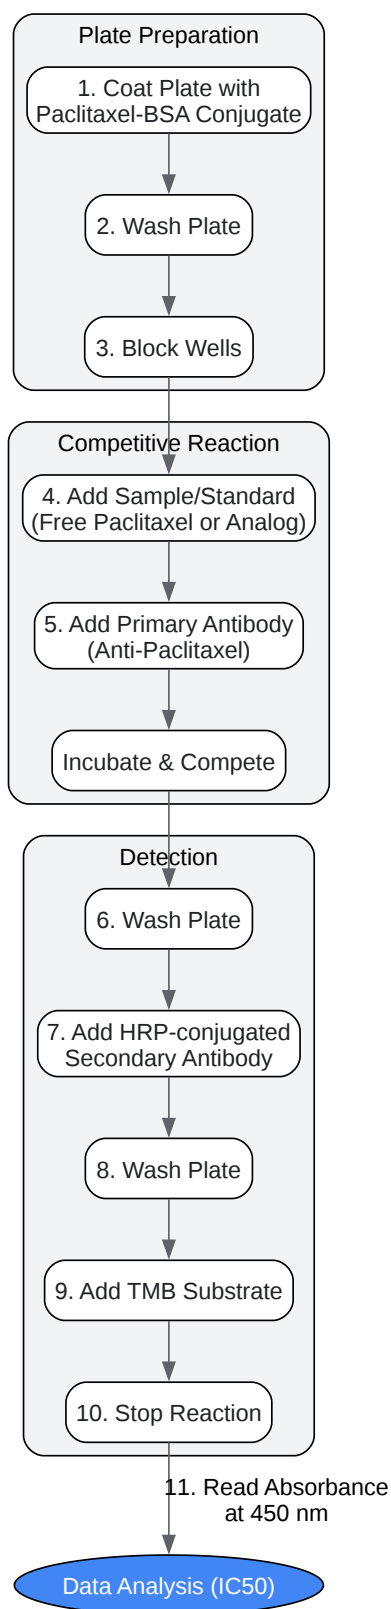 Plate Preparation
1. Coat Plate with
Paclitaxel-BSA Conjugate
2. Wash Plate
3. Block Wells
Competitive Reaction
4. Add Sample/Standard
(Free Paclitaxel or Analog)
5. Add Primary Antibody
(Anti-Paclitaxel)
Incubate & Compete
Detection
6. Wash Plate
7. Add HRP-conjugated
Secondary Antibody
8. Wash Plate
9. Add TMB Substrate
10. Stop Reaction
11. Read Absorbance
at 450 nm
Data Analysis (IC50)